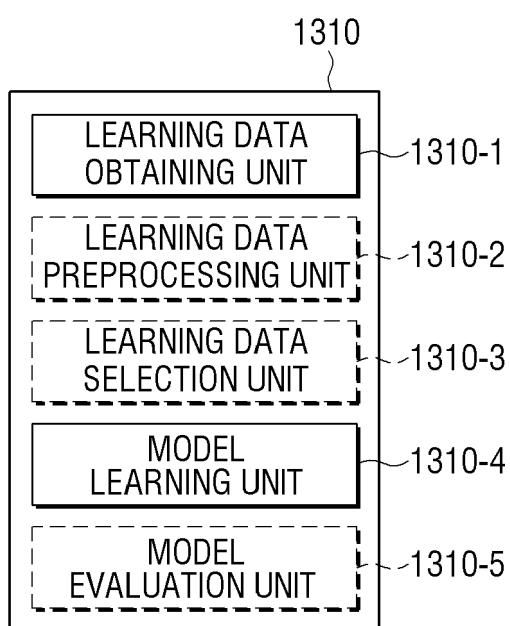 1310
LEARNING DATA
OBTAINING UNIT
1310-1
LEARNING DATA
PREPROCESSING UNIT
1310-2
LEARNING DATA
SELECTION UNIT
1310-3
MODEL
LEARNING UNIT
1310-4
MODEL
EVALUATION UNIT
1310-5